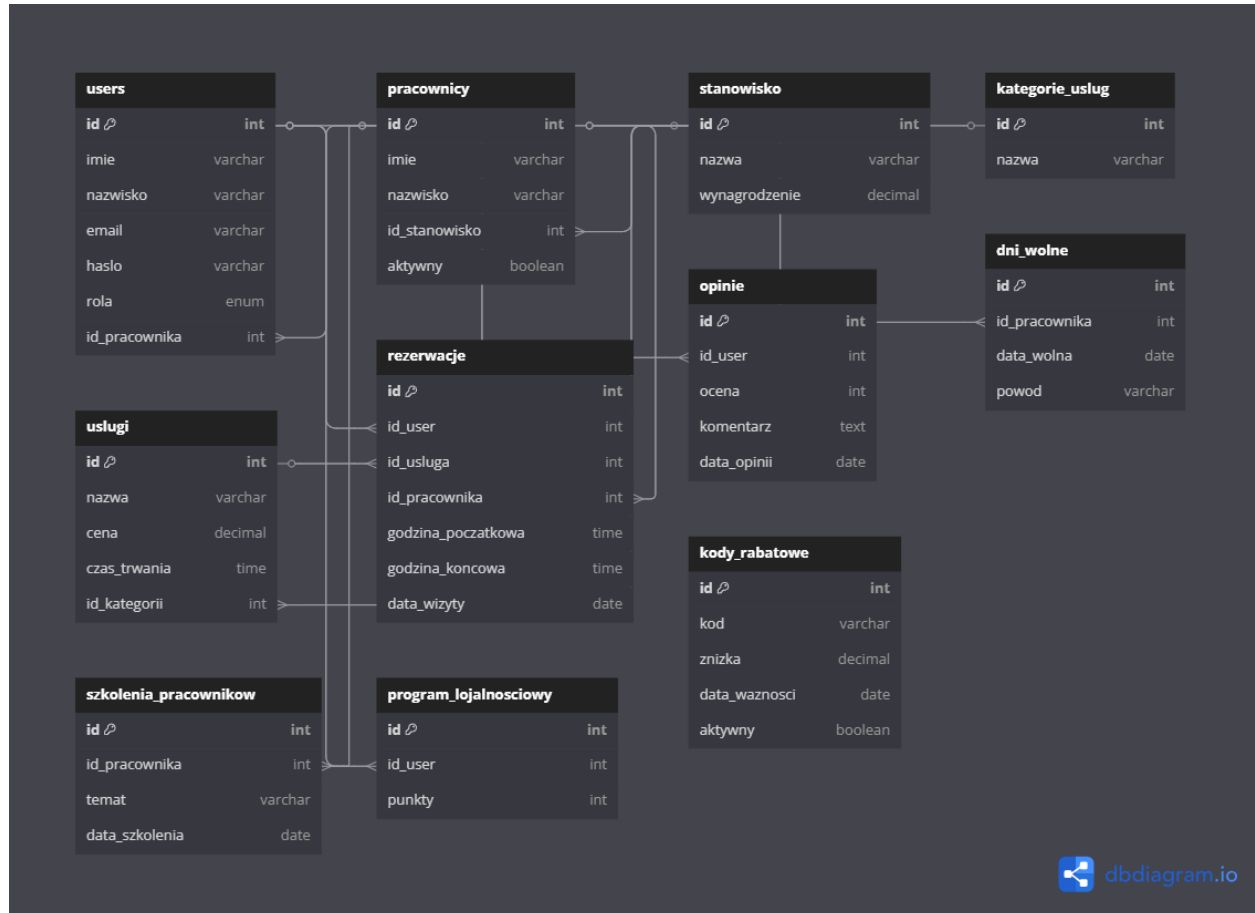 users
id int
imie varchar
nazwisko varchar
email varchar
haslo varchar
rola enum
id_pracownika int
pracownicy
id int
imie varchar
nazwisko varchar
id_stanowisko int
aktywny boolean
stanowisko
id int
nazwa varchar
wynagrodzenie decimal
kategorie_uslug
id int
nazwa varchar
dni_wolne
id int
id_pracownika int
data_wolna date
powod varchar
opinie
id int
id_user int
ocena int
komentarz text
data_opinii date
rezerwacje
id int
id_user int
id_usluga int
id_pracownika int
godzina_poczatkowa time
godzina_koncowa time
data_wizyty date
uslugi
id int
nazwa varchar
cena decimal
czas_trwania time
id_kategorii int
kody_rabatowe
id int
kod varchar
znizka decimal
data_waznosci date
aktywny boolean
szkolenia_pracownikow
id int
id_pracownika int
temat varchar
data_szkolenia date
program_lojalnosciowy
id int
id_user int
punkty int
dbdiagram.io